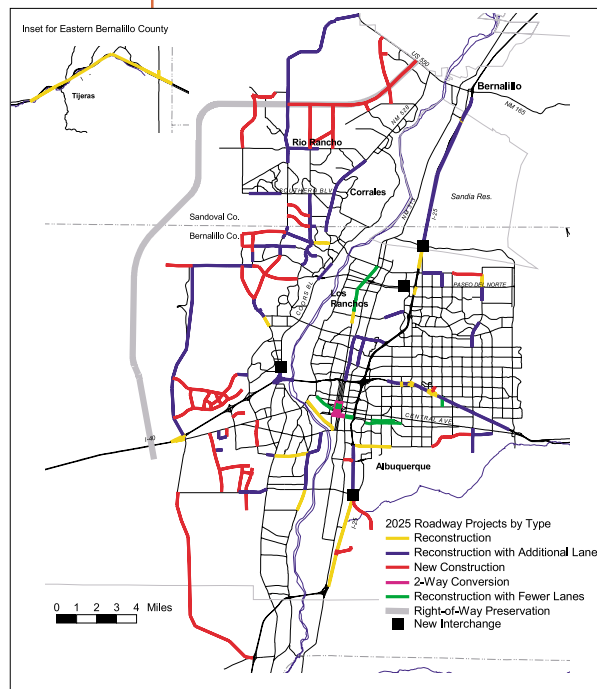 Inset for Eastern Bernalillo County
Tijeras
US 550
Bernalillo
NM 165
NM 528
Rio Rancho
SOUTHERN BLVD
Corrales
Sandia Res.
I-25
Sandoval Co.
Bernalillo Co.
COORS BL
Los
Ranchos
PASEO DEL NORTE
CENTRAL AVE
I-40
Albuquerque
I-25
2025 Roadway Projects by Type
Reconstruction
Reconstruction with Additional Lane
New Construction
2-Way Conversion
Reconstruction with Fewer Lanes
Right-of-Way Preservation
New Interchange
0 1 2 3 4 Miles